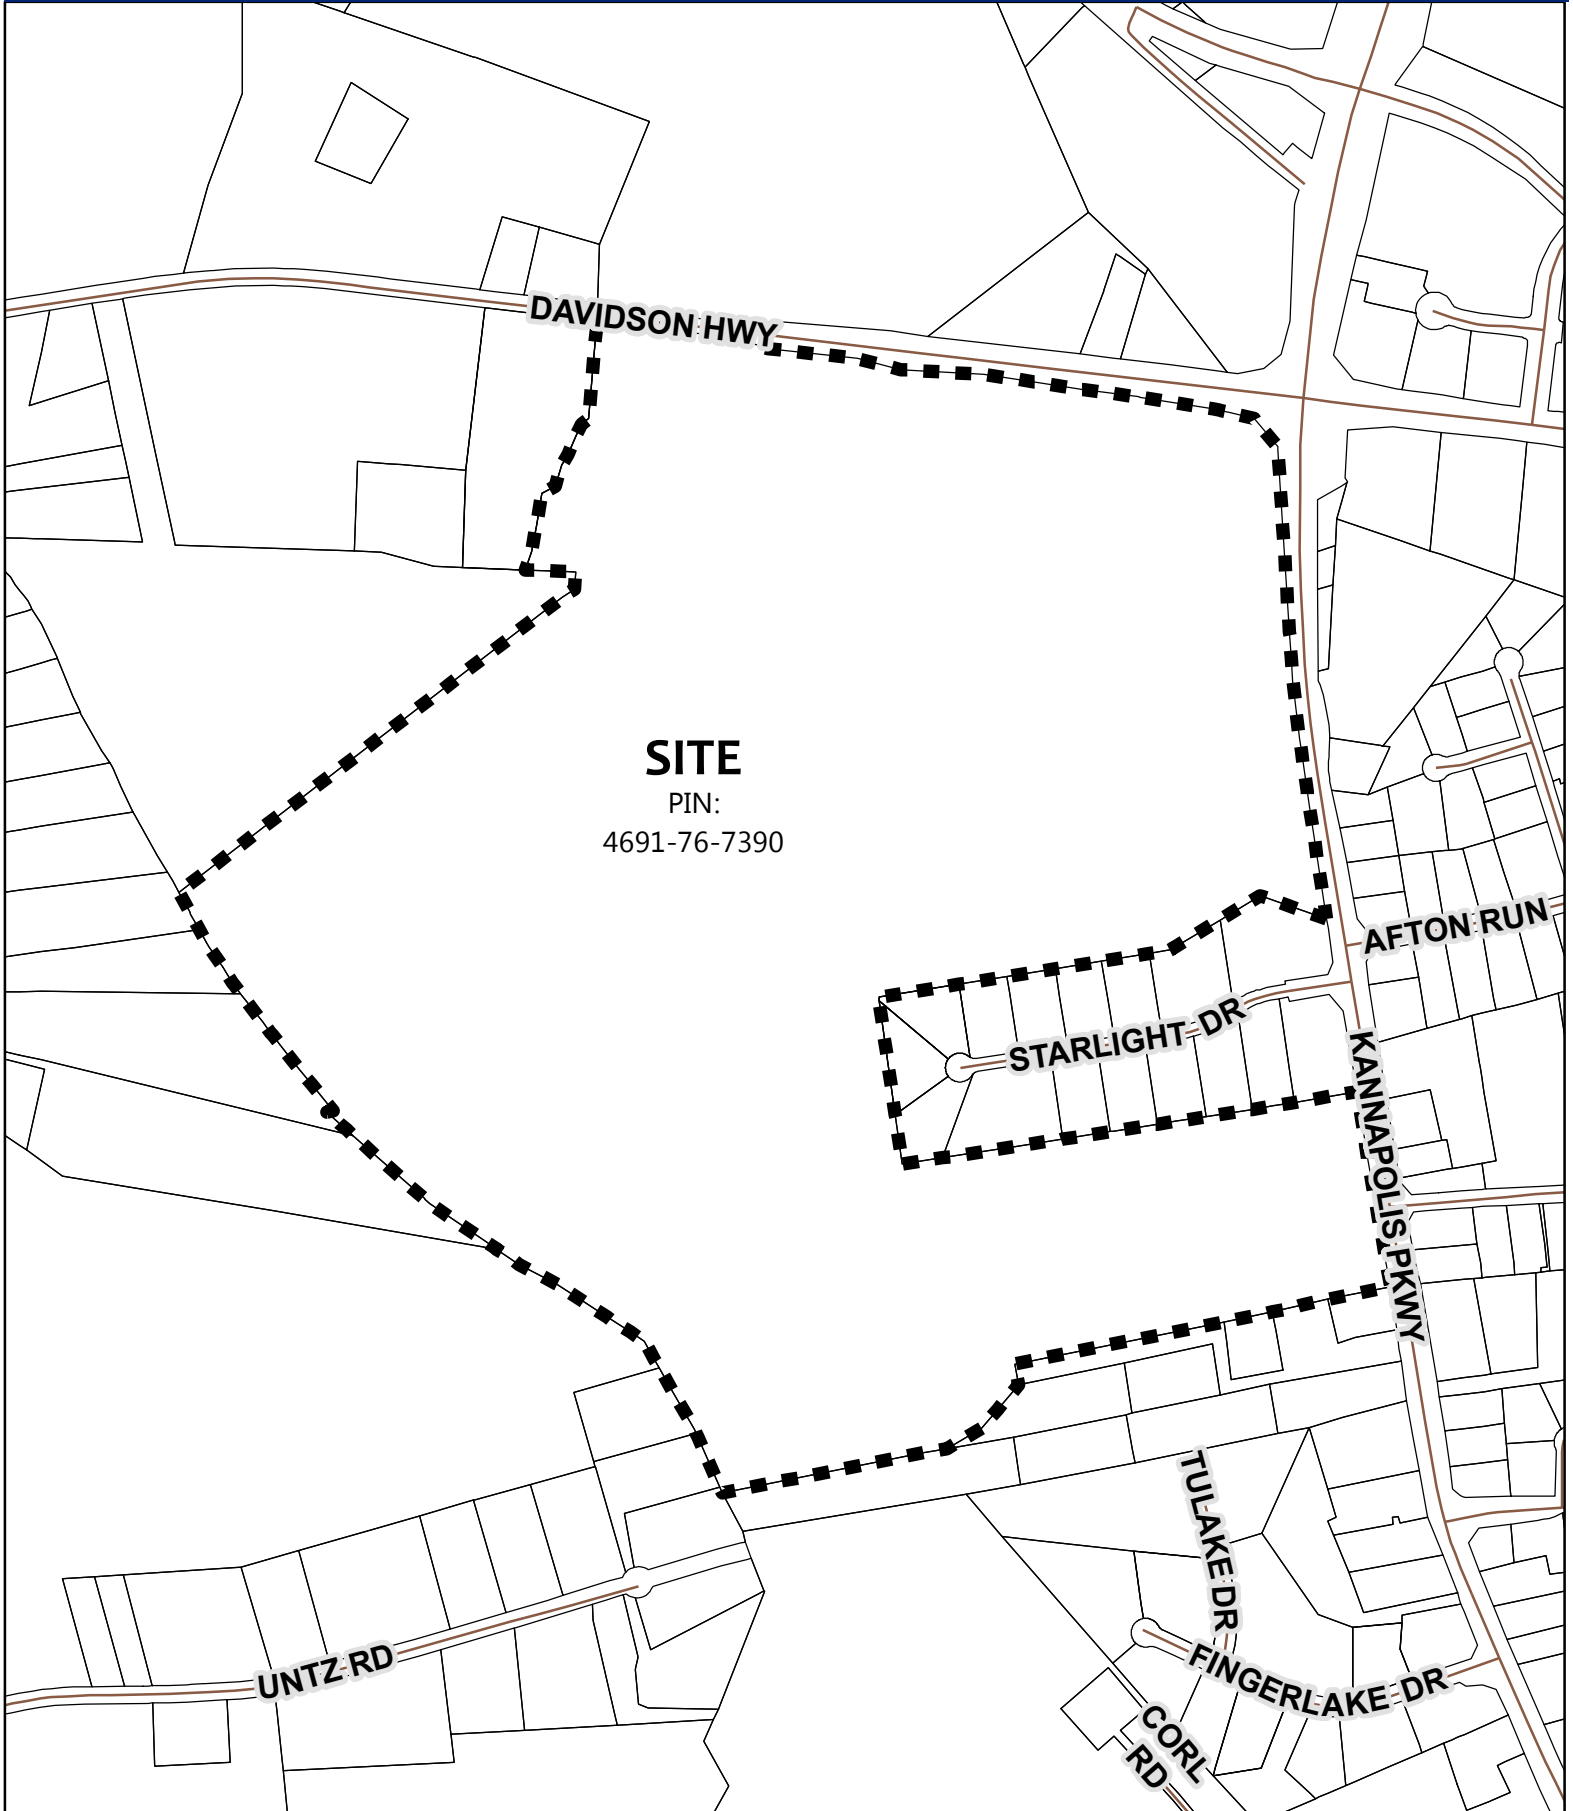 DAVIDSON HWY
SITE
PIN:
4691-76-7390
AFTON RUN
STARLIGHT DR
KANNAPOLIS PKWY
TULAKE DR
UNTZ RD
FINGERLAKE DR
CORL
RD